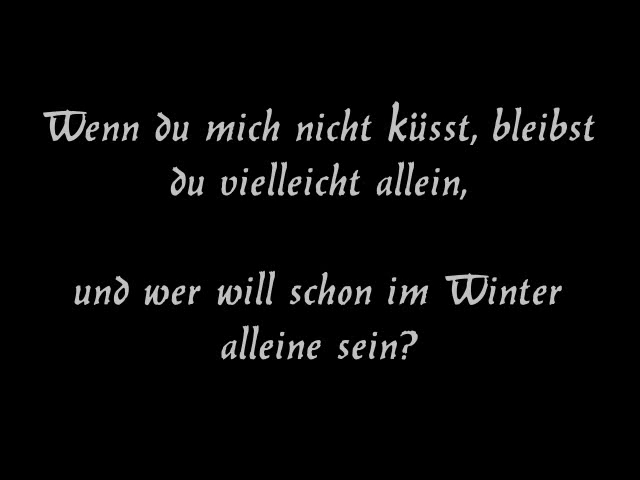 Wenn du mich nicht küsst, bleibst
du vielleicht allein,
und wer will schon im Winter
alleine sein?